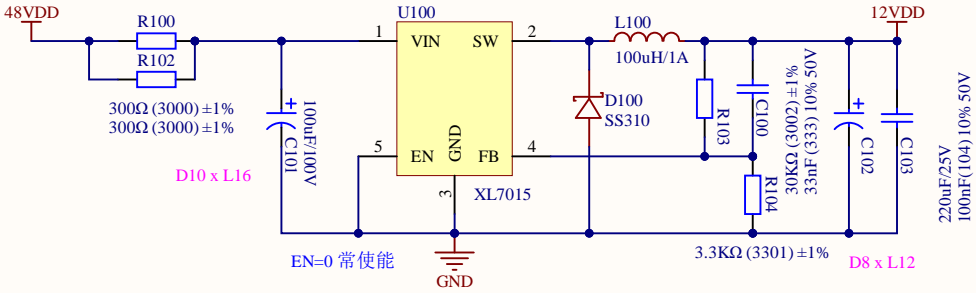 48VDD
R100
R102
300Ω (3000) ±1%
300Ω (3000) ±1%
100uF/100V
C101
D10 x L16
U100
1
VIN
SW
2
5
EN
GND
FB
4
3
XL7015
EN=0 常使能
GND
L100
100uH/1A
D100
SS310
R103
C100
30KΩ (3002) ±1%
33nF (333) 10% 50V
R104
3.3KΩ (3301) ±1%
12VDD
C102
C103
220uF/25V
100nF(104) 10% 50V
D8 x L12